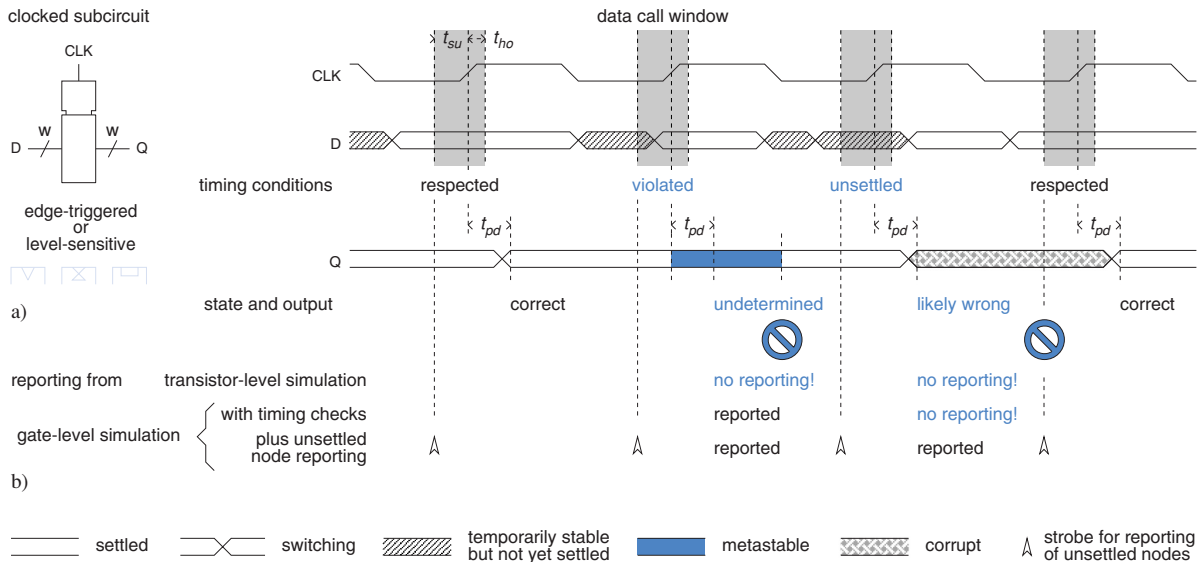 clocked subcircuit
CLK
W
W
D
Q
edge-triggered
or
level-sensitive
a)
data call window
t_su
t_ho
CLK
D
timing conditions
respected
violated
unsettled
respected
t_pd
t_pd
t_pd
t_pd
Q
state and output
correct
undetermined
likely wrong
correct
reporting from
transistor-level simulation
no reporting!
no reporting!
gate-level simulation
with timing checks
reported
no reporting!
plus unsettled
node reporting
reported
reported
b)
settled
switching
temporarily stable
but not yet settled
metastable
corrupt
strobe for reporting
of unsettled nodes